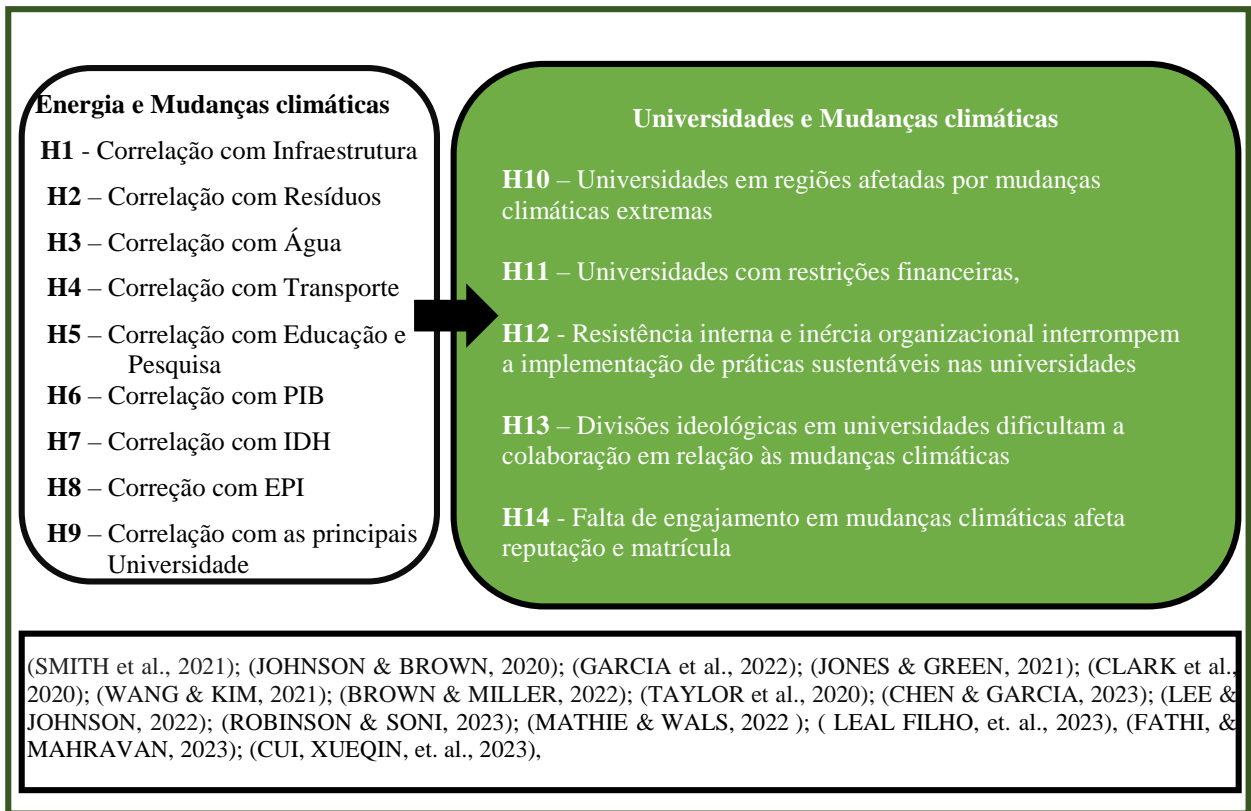 Energia e Mudanças climáticas
H1 - Correlação com Infraestrutura
H2 – Correlação com Resíduos
H3 – Correlação com Água
H4 – Correlação com Transporte
H5 – Correlação com Educação e
Pesquisa
H6 – Correlação com PIB
H7 – Correlação com IDH
H8 – Correção com EPI
H9 – Correlação com as principais
Universidade
Universidades e Mudanças climáticas
H10 – Universidades em regiões afetadas por mudanças
climáticas extremas
H11 – Universidades com restrições financeiras,
H12 - Resistência interna e inércia organizacional interrompem
a implementação de práticas sustentáveis nas universidades
H13 – Divisões ideológicas em universidades dificultam a
colaboração em relação às mudanças climáticas
H14 - Falta de engajamento em mudanças climáticas afeta
reputação e matrícula
(SMITH et al., 2021); (JOHNSON & BROWN, 2020); (GARCIA et al., 2022); (JONES & GREEN, 2021); (CLARK et al.,
2020); (WANG & KIM, 2021); (BROWN & MILLER, 2022); (TAYLOR et al., 2020); (CHEN & GARCIA, 2023); (LEE &
JOHNSON, 2022); (ROBINSON & SONI, 2023); (MATHIE & WALS, 2022 ); ( LEAL FILHO, et. al., 2023), (FATHI, &
MAHRAVAN, 2023); (CUI, XUEQIN, et. al., 2023),